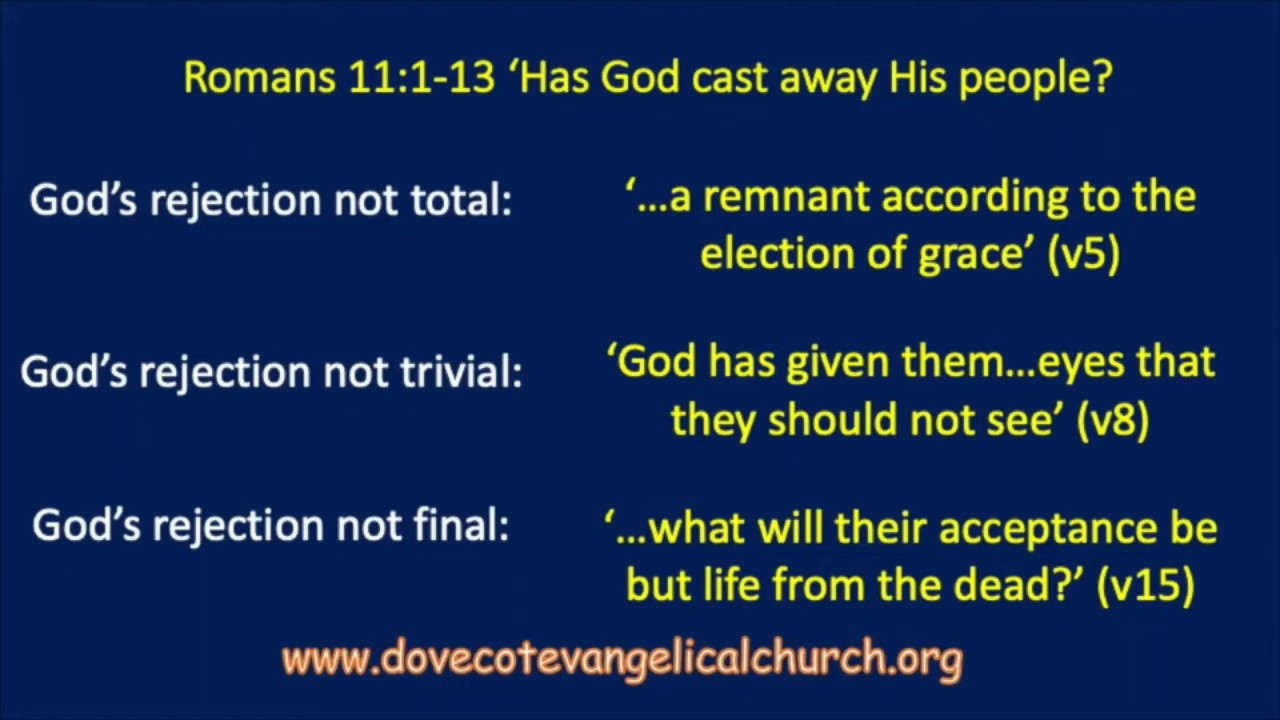 Romans 11:1-13 ‘Has God cast away His people?
God’s rejection not total:
‘…a remnant according to the
election of grace’ (v5)
God’s rejection not trivial:
‘God has given them…eyes that
they should not see’ (v8)
God’s rejection not final:
‘…what will their acceptance be
but life from the dead?’ (v15)
www.dovecotevangelicalchurch.org